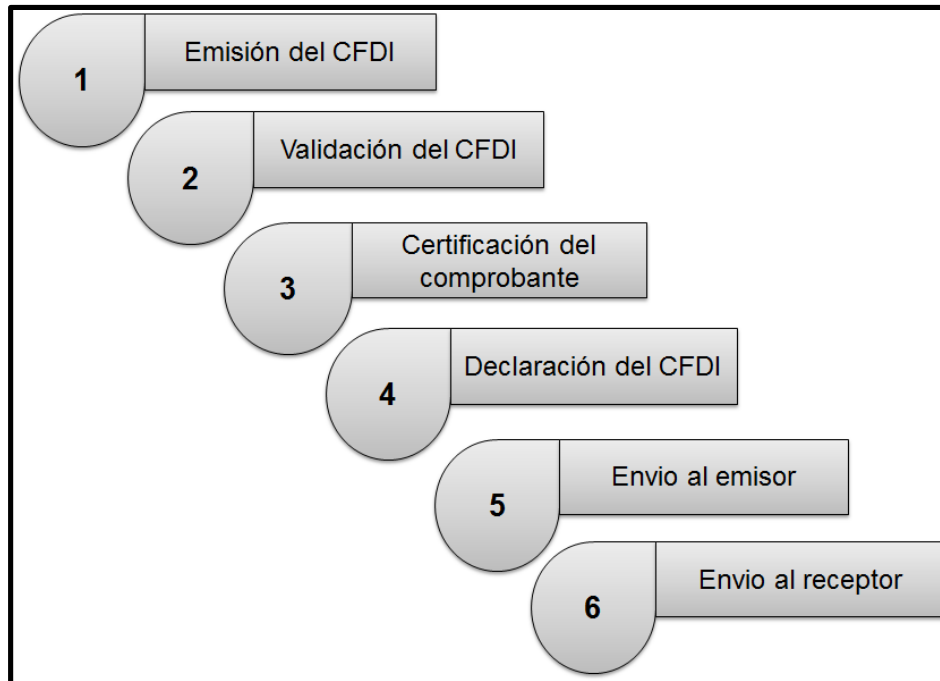 1
Emisión del CFDI
2
Validación del CFDI
3
Certificación del
comprobante
4
Declaración del CFDI
5
Envio al emisor
6
Envio al receptor